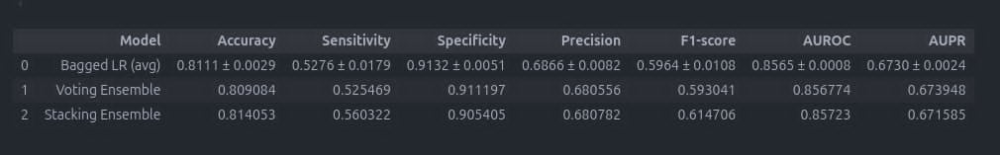 Model Accuracy Sensitivity Specificity Precision F1-score AUROC AUPR
0 Bagged LR (avg) 0.8111 ± 0.0029 0.5276 ± 0.0179 0.9132 ± 0.0051 0.6866 ± 0.0082 0.5964 ± 0.0108 0.8565 ± 0.0008 0.6730 ± 0.0024
1 Voting Ensemble 0.809084 0.525469 0.911197 0.680556 0.593041 0.856774 0.673948
2 Stacking Ensemble 0.814053 0.560322 0.905405 0.680782 0.614706 0.85723 0.671585